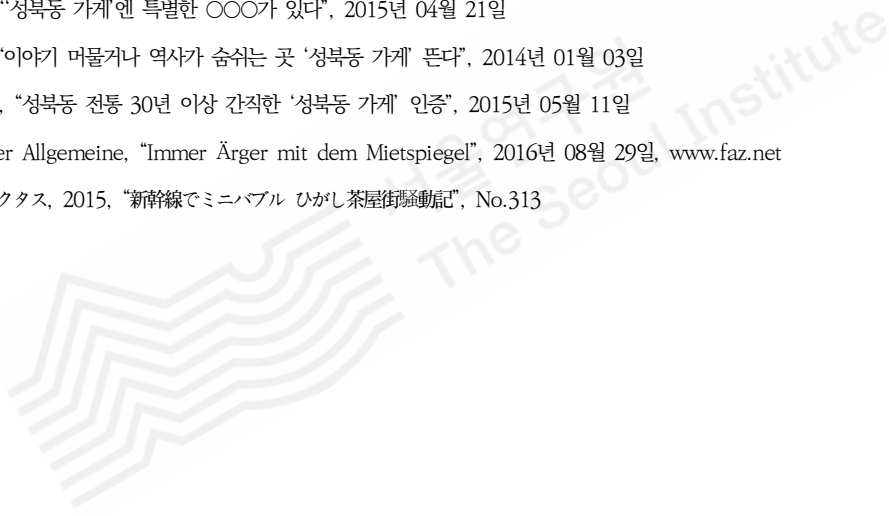 “‘성북동 가게’엔 특별한 ○○○가 있다”, 2015년 04월 21일
“이야기 머물거나 역사가 숨쉬는 곳 ‘성북동 가게’ 뜬다”, 2014년 01월 03일
, “성북동 전통 30년 이상 간직한 ‘성북동 가게’ 인증”, 2015년 05월 11일
er Allgemeine, “Immer Ärger mit dem Mietspiegel”, 2016년 08월 29일, www.faz.net
クタス, 2015, “新幹線でミニバブル ひがし茶屋街騒動記”, No.313
서울연구원
The Seoul Institute